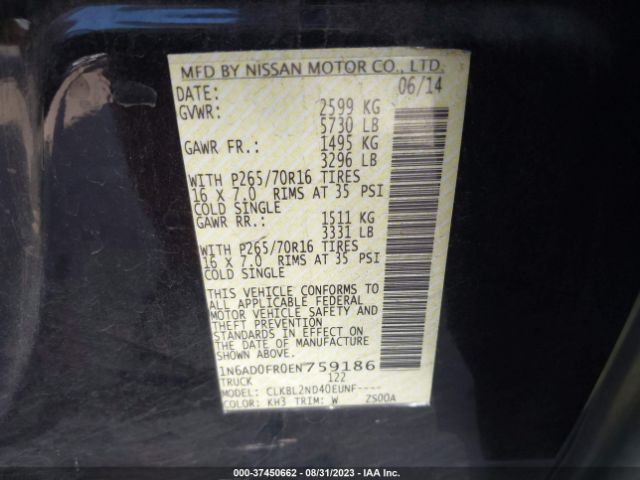 MFD BY NISSAN MOTOR CO., LTD.
DATE: 06/14
GVWR: 2599 KG
5730 LB
GAWR FR.: 1495 KG
3296 LB
WITH P265/70R16 TIRES
16 X 7.0 RIMS AT 35 PSI
COLD SINGLE
GAWR RR.: 1511 KG
3331 LB
WITH P265/70R16 TIRES
16 X 7.0 RIMS AT 35 PSI
COLD SINGLE
THIS VEHICLE CONFORMS TO
ALL APPLICABLE FEDERAL
MOTOR VEHICLE SAFETY AND
THEFT PREVENTION
STANDARDS IN EFFECT ON
THE DATE OF MANUFACTURE
SHOWN ABOVE.
1N6AD0FR0EN759186
TRUCK 122
MODEL: CLKBL2ND40EUNF----
COLOR: KH3 TRIM: W ZS00A
000-37450662 - 08/31/2023 - IAA Inc.